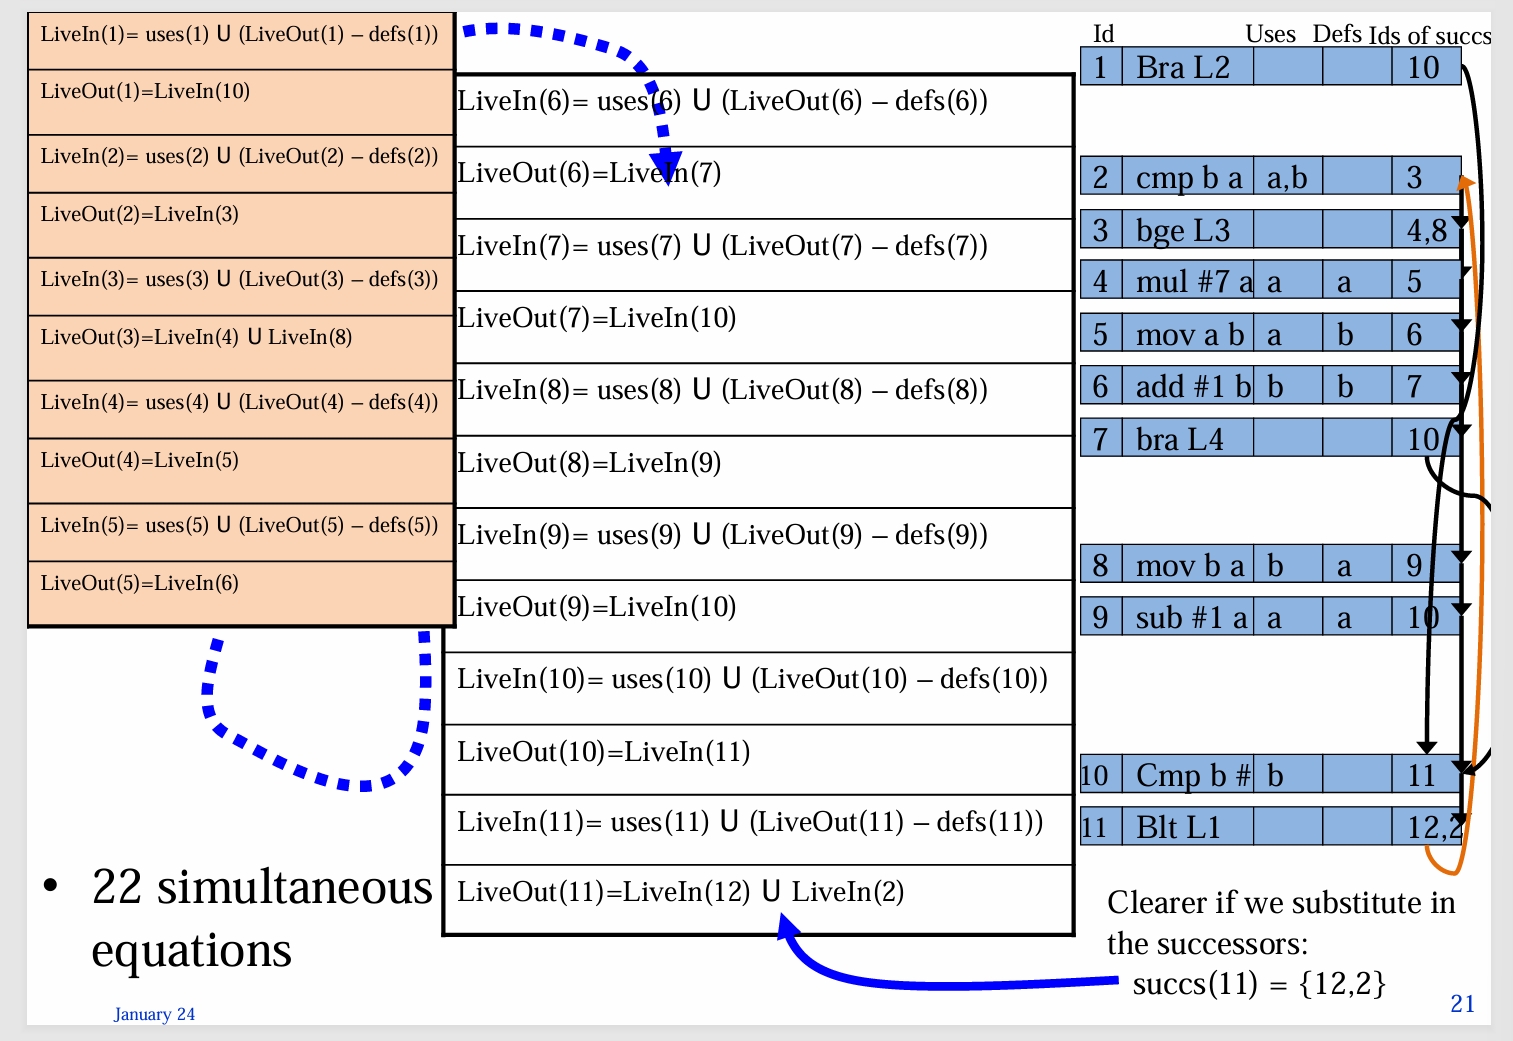 LiveIn(1)= uses(1) ∪ (LiveOut(1) – defs(1))
LiveOut(1)=LiveIn(10)
LiveIn(2)= uses(2) ∪ (LiveOut(2) – defs(2))
LiveOut(2)=LiveIn(3)
LiveIn(3)= uses(3) ∪ (LiveOut(3) – defs(3))
LiveOut(3)=LiveIn(4) ∪ LiveIn(8)
LiveIn(4)= uses(4) ∪ (LiveOut(4) – defs(4))
LiveOut(4)=LiveIn(5)
LiveIn(5)= uses(5) ∪ (LiveOut(5) – defs(5))
LiveOut(5)=LiveIn(6)
LiveIn(6)= uses(6) ∪ (LiveOut(6) – defs(6))
LiveOut(6)=LiveIn(7)
LiveIn(7)= uses(7) ∪ (LiveOut(7) – defs(7))
LiveOut(7)=LiveIn(10)
LiveIn(8)= uses(8) ∪ (LiveOut(8) – defs(8))
LiveOut(8)=LiveIn(9)
LiveIn(9)= uses(9) ∪ (LiveOut(9) – defs(9))
LiveOut(9)=LiveIn(10)
LiveIn(10)= uses(10) ∪ (LiveOut(10) – defs(10))
LiveOut(10)=LiveIn(11)
LiveIn(11)= uses(11) ∪ (LiveOut(11) – defs(11))
LiveOut(11)=LiveIn(12) ∪ LiveIn(2)
Id Uses Defs Ids of succs
1 Bra L2 10
2 cmp b a a,b 3
3 bge L3 4,8
4 mul #7 a a a 5
5 mov a b a b 6
6 add #1 b b b 7
7 bra L4 10
8 mov b a b a 9
9 sub #1 a a a 10
10 Cmp b # b 11
11 Blt L1 12,2
• 22 simultaneous
equations
Clearer if we substitute in
the successors:
succs(11) = {12,2}
January 24
21